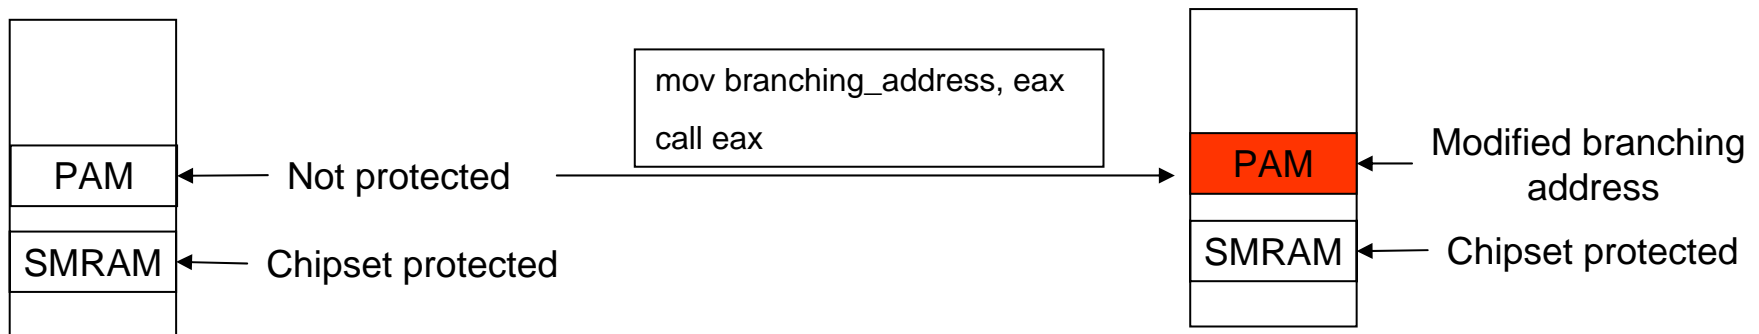 mov branching_address, eax
call eax
PAM
Not protected
SMRAM
Chipset protected
PAM
Modified branching
address
SMRAM
Chipset protected